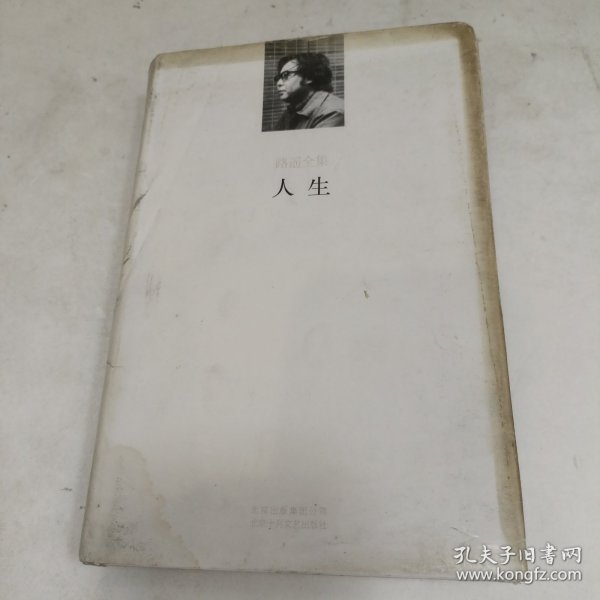 路遥全集
人生
北京出版集团公司
北京十月文艺出版社
孔夫子旧书网
www.kongfz.com